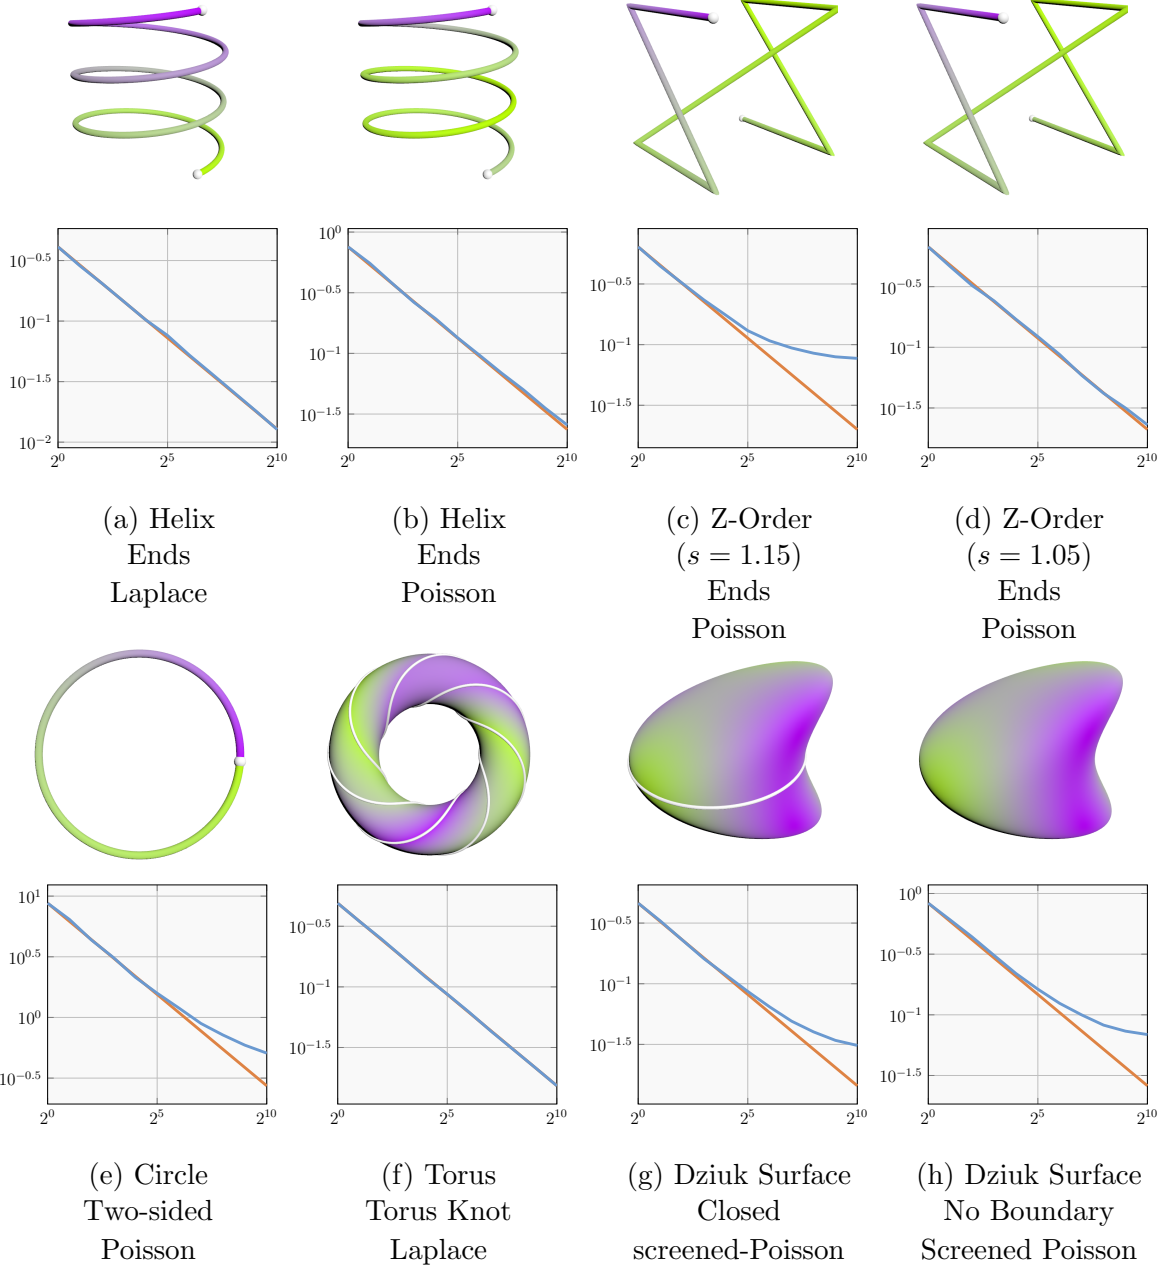 10^{-0.5}
10^{-1}
10^{-1.5}
10^{-2}
2^0 2^5 2^{10}
10^0
10^{-0.5}
10^{-1}
10^{-1.5}
2^0 2^5 2^{10}
10^{-0.5}
10^{-1}
10^{-1.5}
2^0 2^5 2^{10}
10^{-0.5}
10^{-1}
10^{-1.5}
2^0 2^5 2^{10}
(a) Helix
Ends
Laplace
(b) Helix
Ends
Poisson
(c) Z-Order
(s = 1.15)
Ends
Poisson
(d) Z-Order
(s = 1.05)
Ends
Poisson
10^1
10^{0.5}
10^0
10^{-0.5}
2^0 2^5 2^{10}
10^{-0.5}
10^{-1}
10^{-1.5}
2^0 2^5 2^{10}
10^{-0.5}
10^{-1}
10^{-1.5}
2^0 2^5 2^{10}
10^0
10^{-0.5}
10^{-1}
10^{-1.5}
2^0 2^5 2^{10}
(e) Circle
Two-sided
Poisson
(f) Torus
Torus Knot
Laplace
(g) Dziuk Surface
Closed
screened-Poisson
(h) Dziuk Surface
No Boundary
Screened Poisson